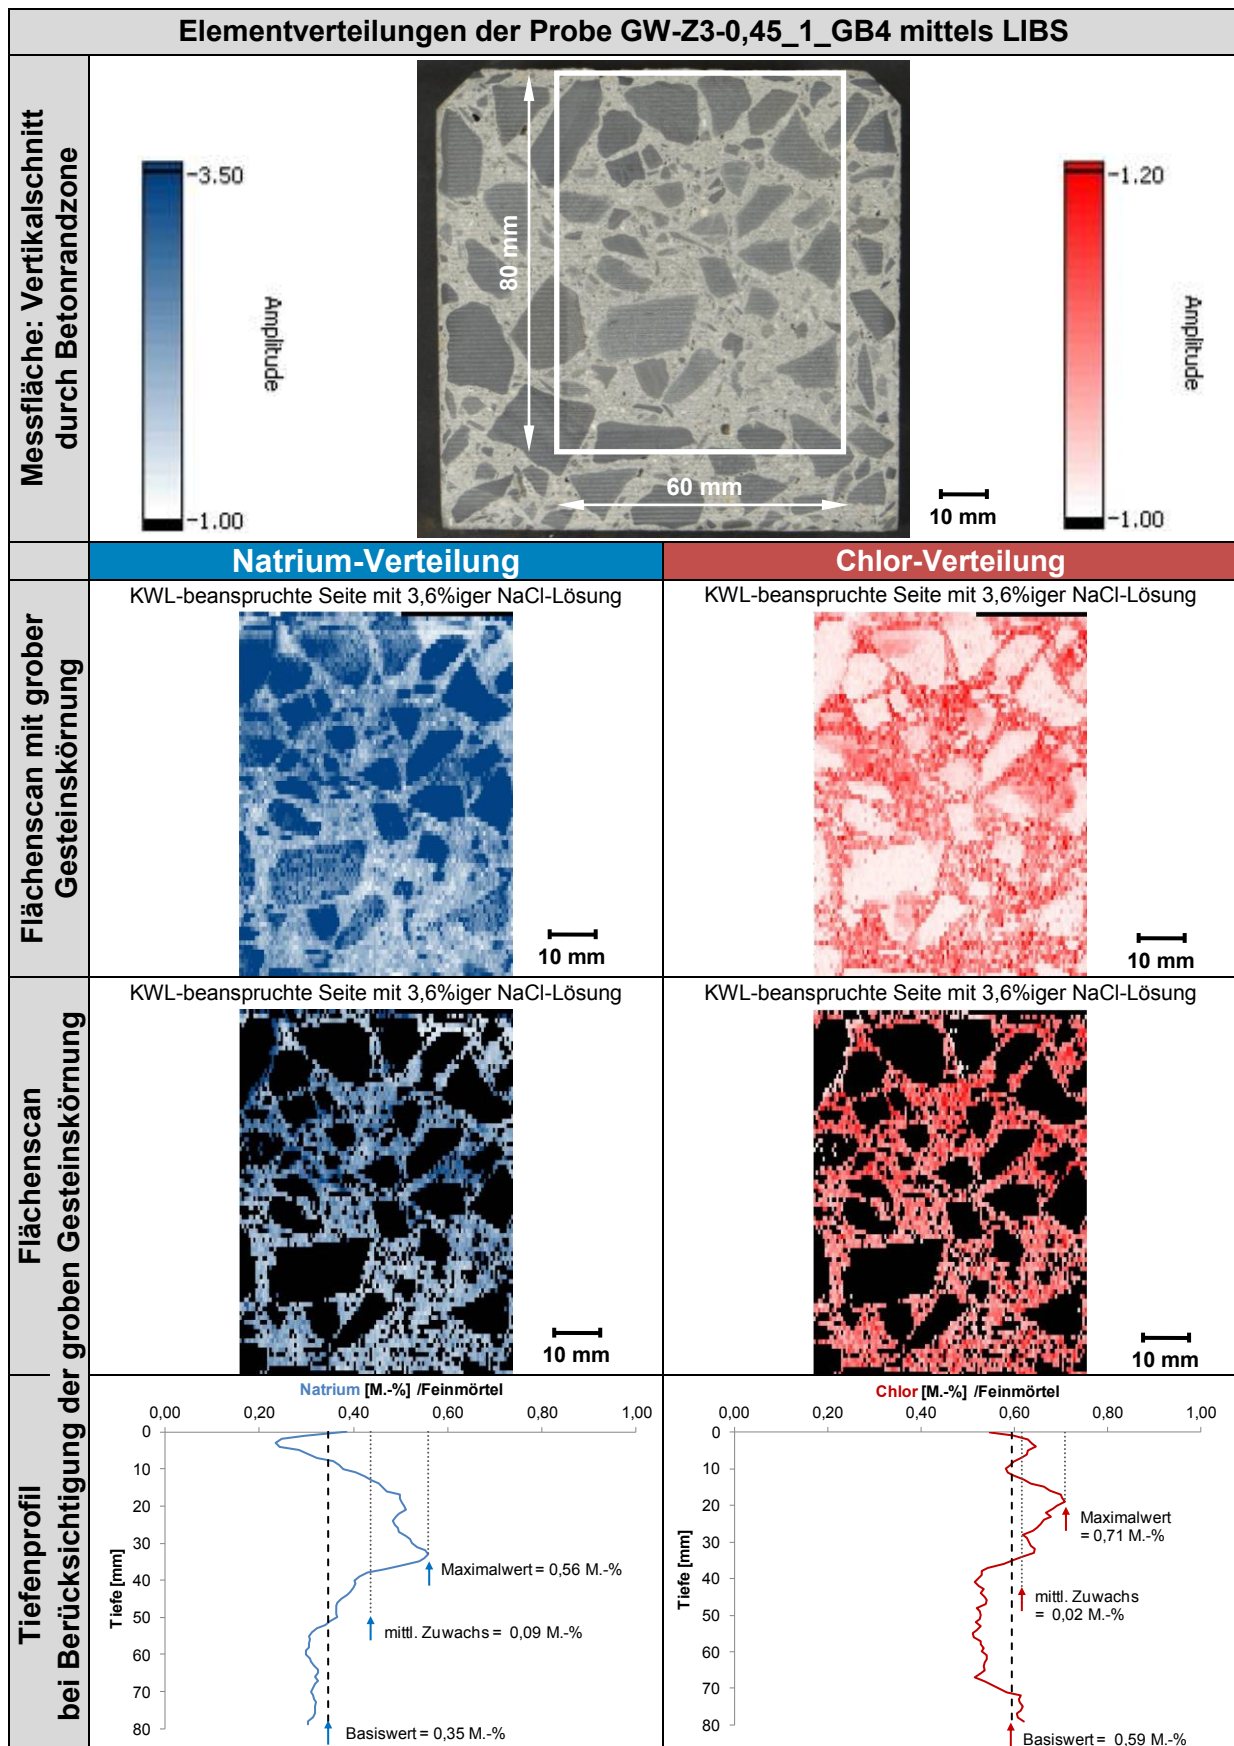 Elementverteilungen der Probe GW-Z3-0,45_1_GB4 mittels LIBS
Messfläche: Vertikalschnitt
durch Betonrandzone
3.50
Amplitude
1.00
80 mm
60 mm
10 mm
1.20
Amplitude
1.00
Natrium-Verteilung
Chlor-Verteilung
Flächenscan mit grober
Gesteinskörnung
KWL-beanspruchte Seite mit 3,6%iger NaCl-Lösung
10 mm
KWL-beanspruchte Seite mit 3,6%iger NaCl-Lösung
10 mm
Flächenscan
Tiefenprofil
bei Berücksichtigung der groben Gesteinskörnung
KWL-beanspruchte Seite mit 3,6%iger NaCl-Lösung
10 mm
KWL-beanspruchte Seite mit 3,6%iger NaCl-Lösung
10 mm
Natrium [M.-%] /Feinmörtel
0,00 0,20 0,40 0,60 0,80 1,00
0
10
20
30
40
50
60
70
80
Tiefe [mm]
Maximalwert = 0,56 M.-%
mittl. Zuwachs = 0,09 M.-%
Basiswert = 0,35 M.-%
Chlor [M.-%] /Feinmörtel
0,00 0,20 0,40 0,60 0,80 1,00
0
10
20
30
40
50
60
70
80
Tiefe [mm]
Maximalwert
= 0,71 M.-%
mittl. Zuwachs
= 0,02 M.-%
Basiswert = 0,59 M.-%